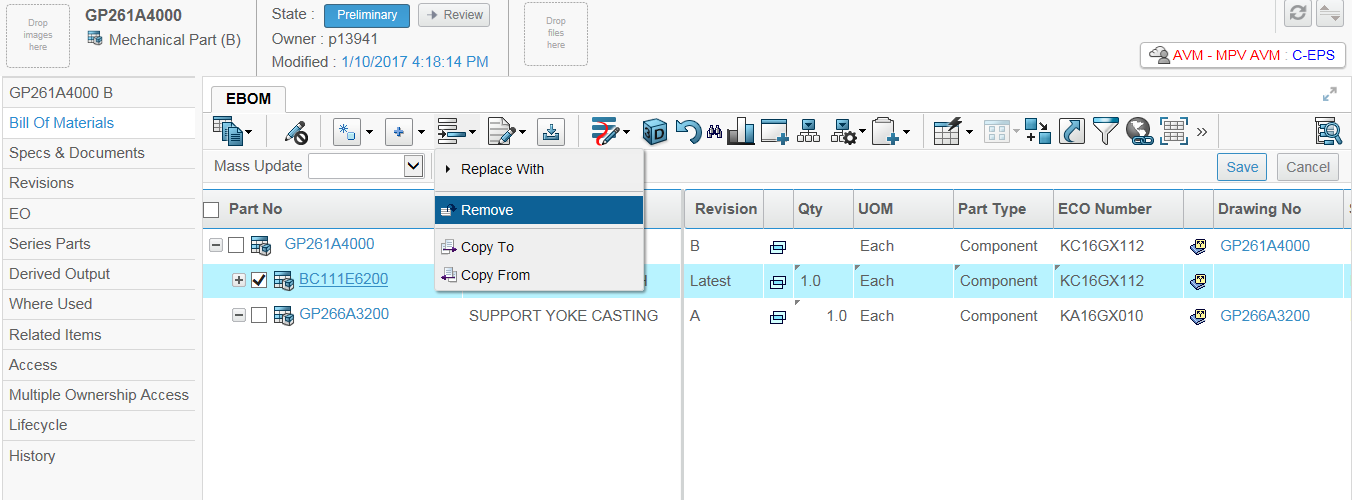 Drop
images
here
GP261A4000
Mechanical Part (B)
State :
Preliminary
Review
Owner : p13941
Modified : 1/10/2017 4:18:14 PM
Drop
files
here
AVM - MPV AVM : C-EPS
GP261A4000 B
Bill Of Materials
Specs & Documents
Revisions
EO
Series Parts
Derived Output
Where Used
Related Items
Access
Multiple Ownership Access
Lifecycle
History
EBOM
3D
»
Mass Update
Save
Cancel
Replace With
Remove
Copy To
Copy From
Part No
Revision
Qty
UOM
Part Type
ECO Number
Drawing No
GP261A4000
B
Each
Component
KC16GX112
GP261A4000
BC111E6200
Latest
1.0
Each
Component
KC16GX112
GP266A3200
SUPPORT YOKE CASTING
A
1.0
Each
Component
KA16GX010
GP266A3200